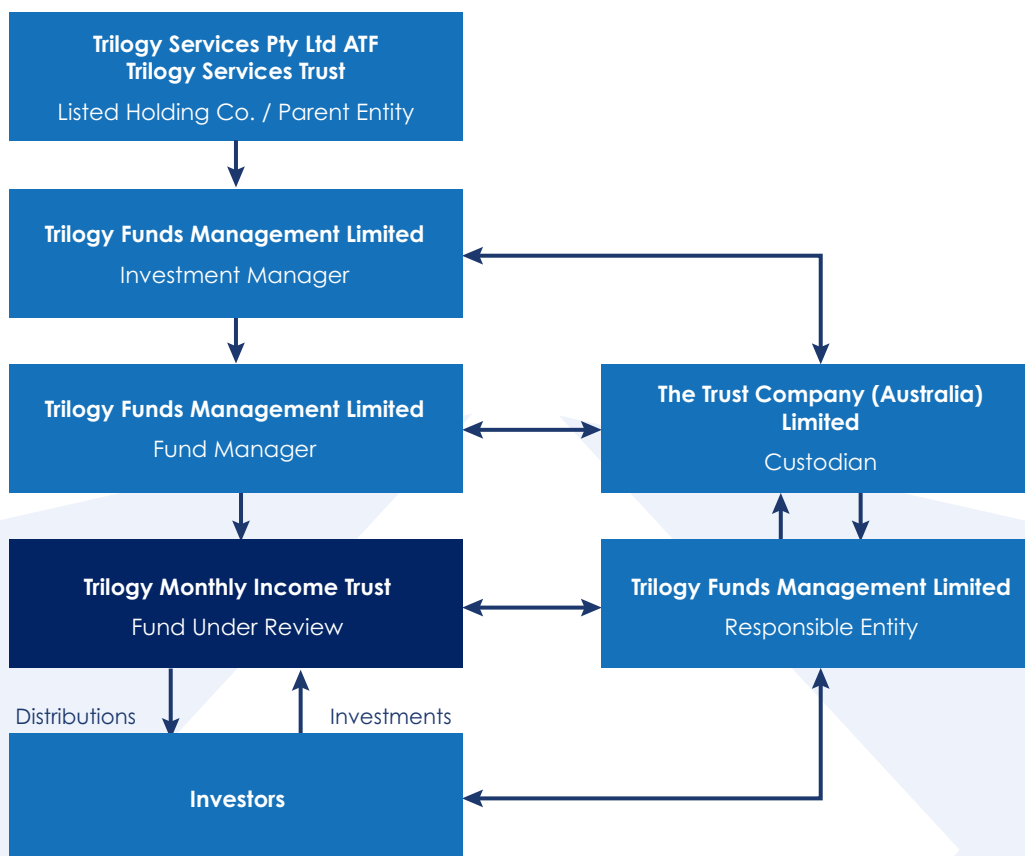 Trilogy Services Pty Ltd ATF
Trilogy Services Trust
Listed Holding Co. / Parent Entity
Trilogy Funds Management Limited
Investment Manager
Trilogy Funds Management Limited
Fund Manager
The Trust Company (Australia)
Limited
Custodian
Trilogy Monthly Income Trust
Fund Under Review
Trilogy Funds Management Limited
Responsible Entity
Distributions
Investments
Investors